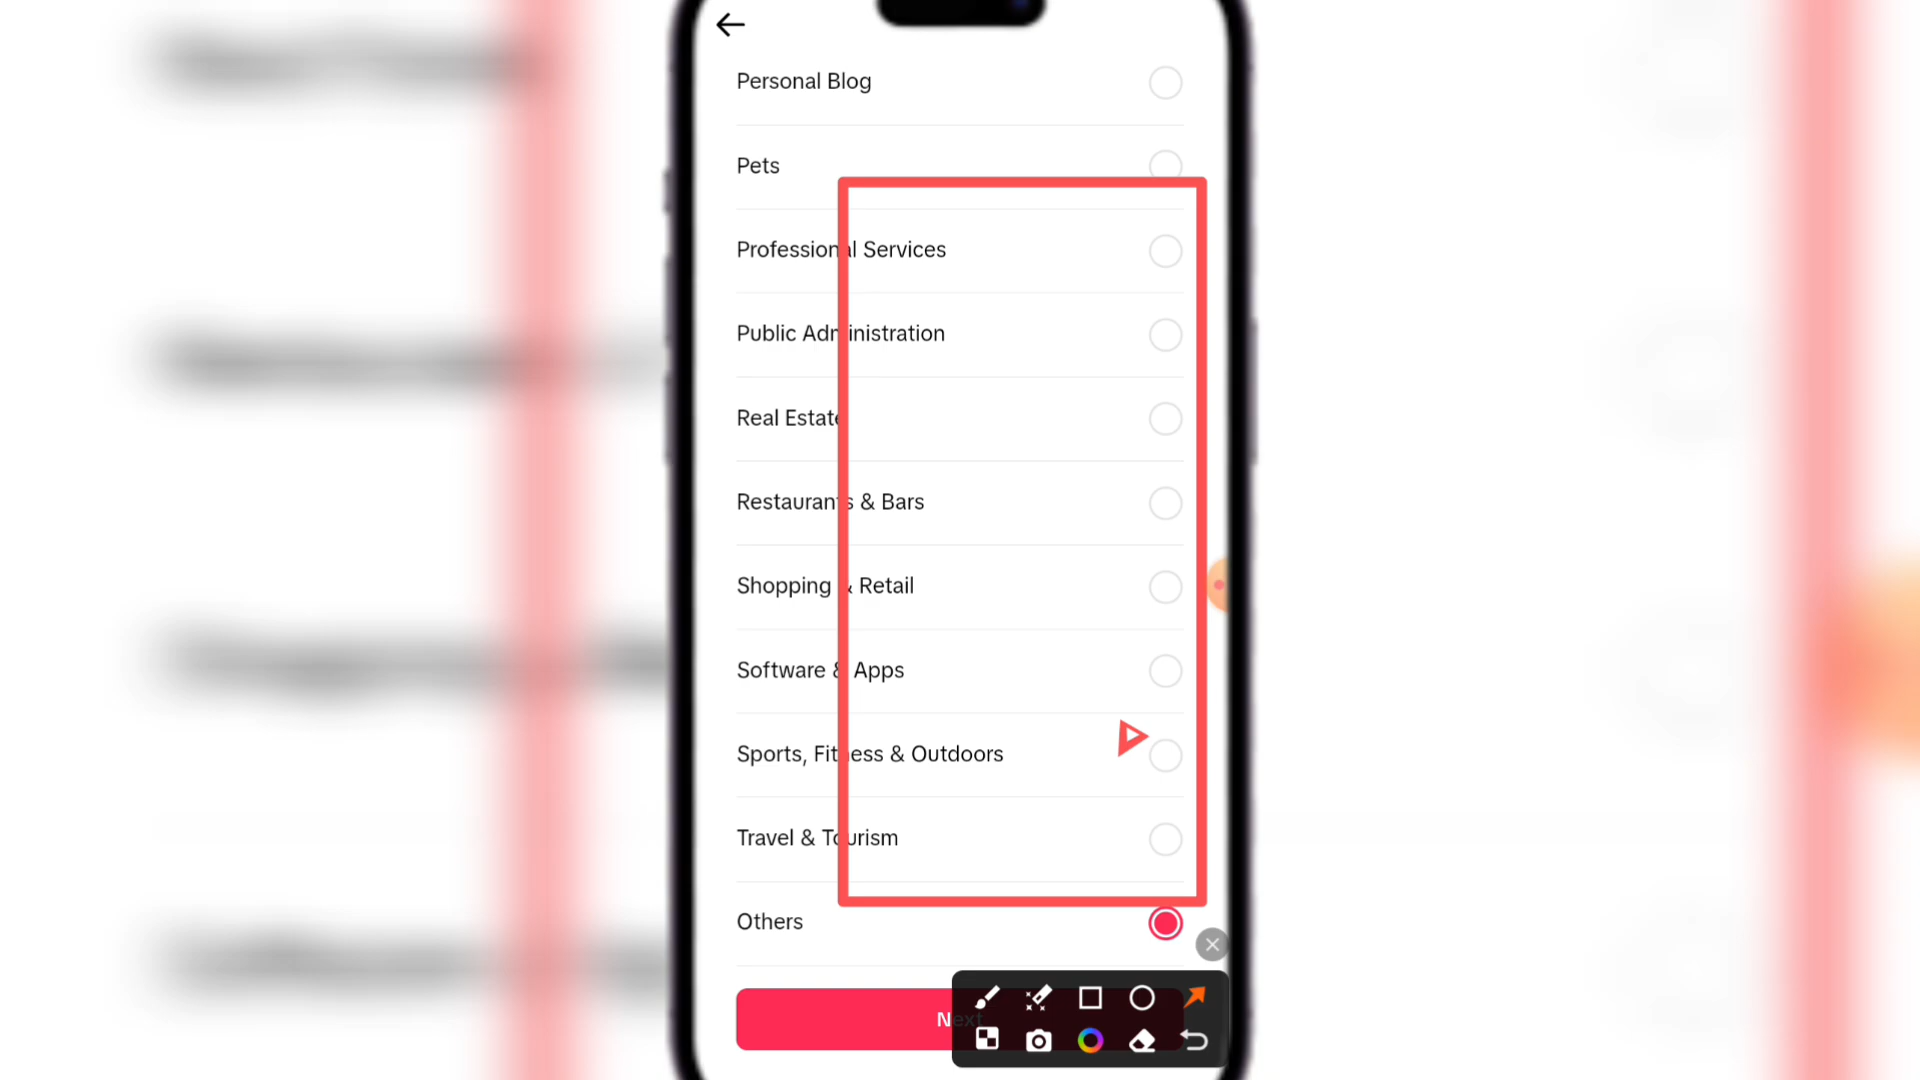 Personal Blog
Pets
Professional Services
Public Administration
Real Estate
Restaurants & Bars
Shopping & Retail
Software & Apps
Sports, Fitness & Outdoors
Travel & Tourism
Others
Next